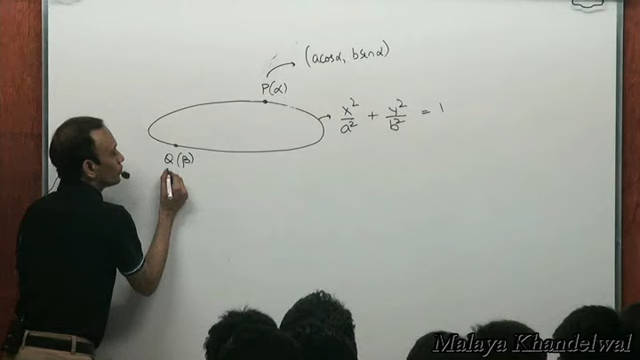 (acosα, bsinα)
P(α)
x²/a² + y²/b² = 1
Q(β)
Malaya Khandelwal